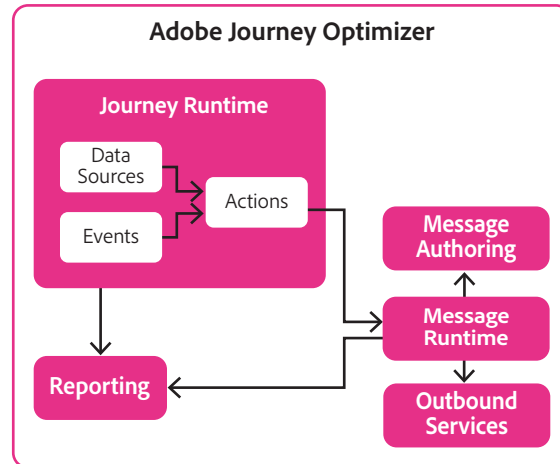 Adobe Journey Optimizer
Journey Runtime
Data
Sources
Events
Actions
Message
Authoring
Message
Runtime
Reporting
Outbound
Services